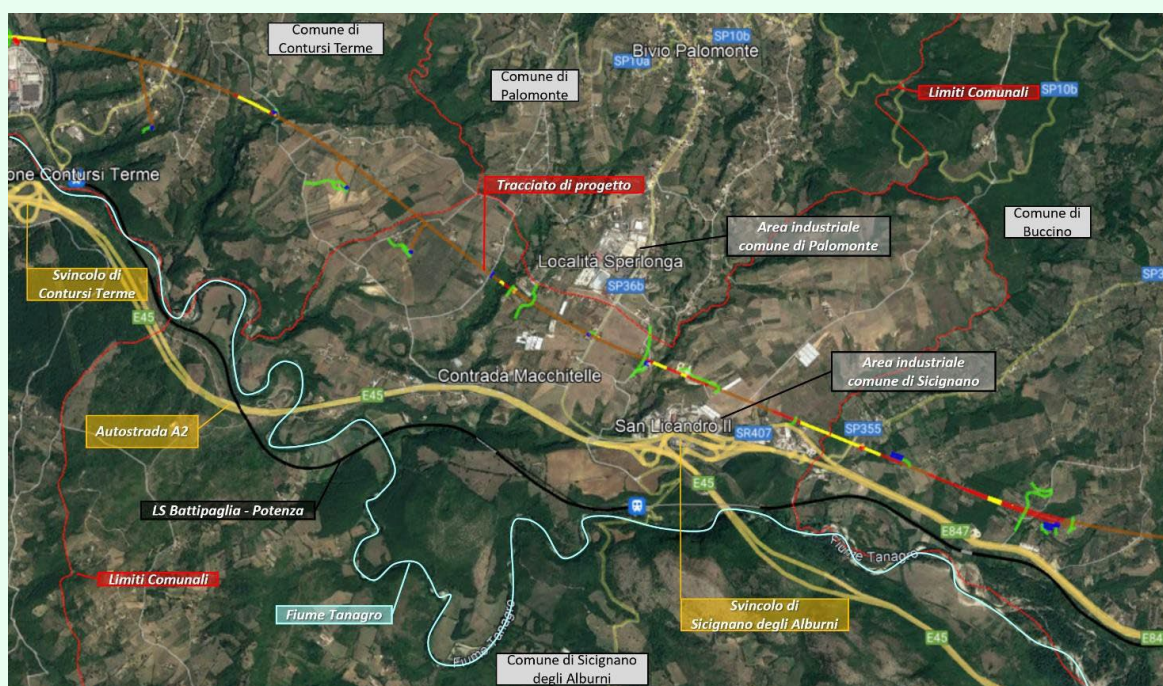 Comune di
Contursi Terme
Bivio Palomonte
SP10b
SP10a
Comune di
Palomonte
Limiti Comunali
SP10b
one Contursi Terme
Tracciato di progetto
Area industriale
comune di Palomonte
Comune di
Buccino
Località Sperlonga
SP36b
SP3
Svincolo di
Contursi Terme
E45
Area industriale
comune di Sicignano
Contrada Macchitelle
E45
Autostrada A2
San Licandro II
SR407
SP355
E45
LS Battipaglia - Potenza
E847
Fiume Tanagro
Limiti Comunali
Fiume Tanagro
Svincolo di
Sicignano degli Alburni
Fiume Tanagro
E45
E84
Comune di Sicignano
degli Alburni